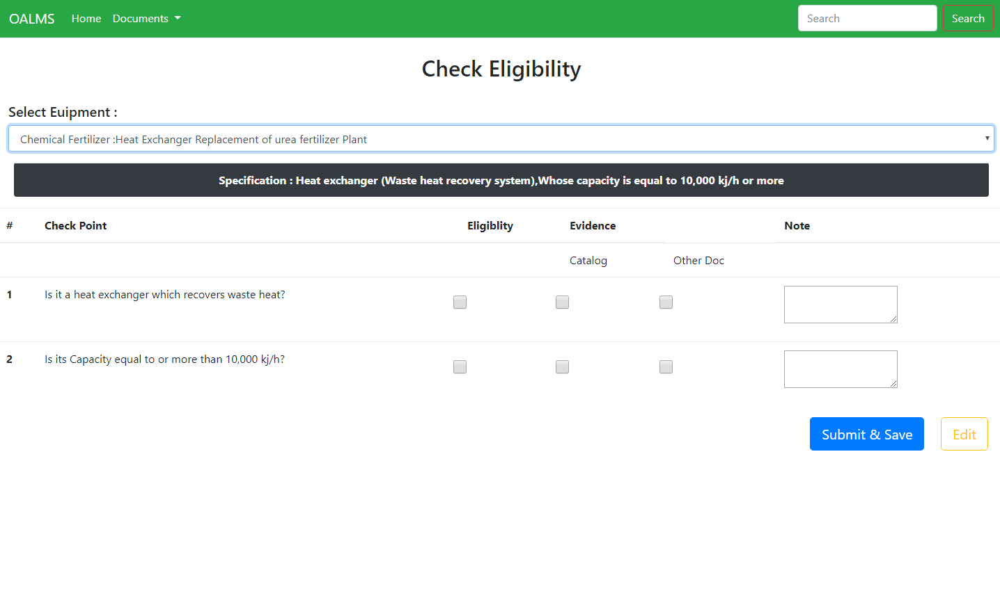 OALMS Home Documents Search Search
Check Eligibility
Select Euipment :
Chemical Fertilizer :Heat Exchanger Replacement of urea fertilizer Plant
Specification : Heat exchanger (Waste heat recovery system),Whose capacity is equal to 10,000 kj/h or more
# Check Point Eligiblity Evidence Note
Catalog Other Doc
1 Is it a heat exchanger which recovers waste heat?
2 Is its Capacity equal to or more than 10,000 kj/h?
Submit & Save Edit